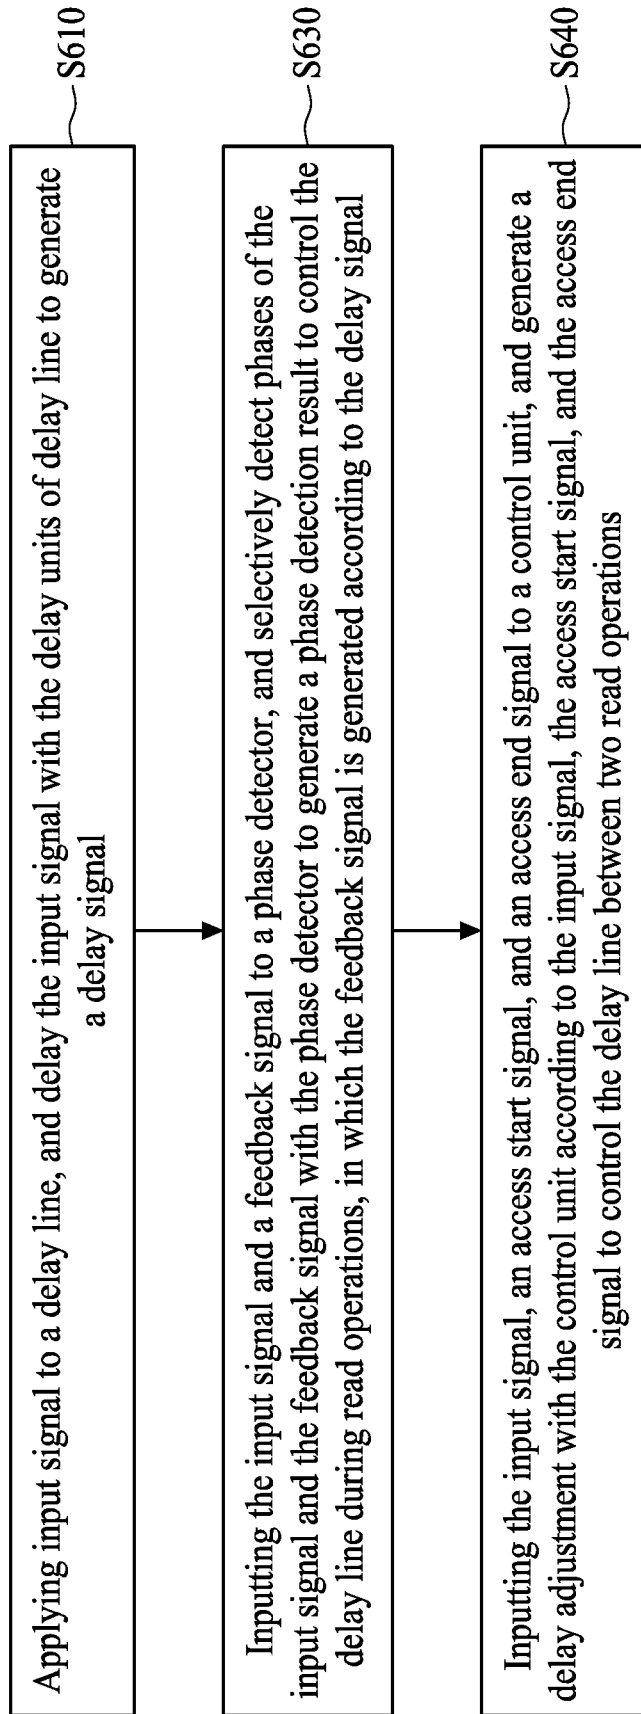 Applying input signal to a delay line, and delay the input signal with the delay units of delay line to generate
a delay signal
S610
Inputting the input signal and a feedback signal to a phase detector, and selectively detect phases of the
input signal and the feedback signal with the phase detector to generate a phase detection result to control the
delay line during read operations, in which the feedback signal is generated according to the delay signal
S630
Inputting the input signal, an access start signal, and an access end signal to a control unit, and generate a
delay adjustment with the control unit according to the input signal, the access start signal, and the access end
signal to control the delay line between two read operations
S640